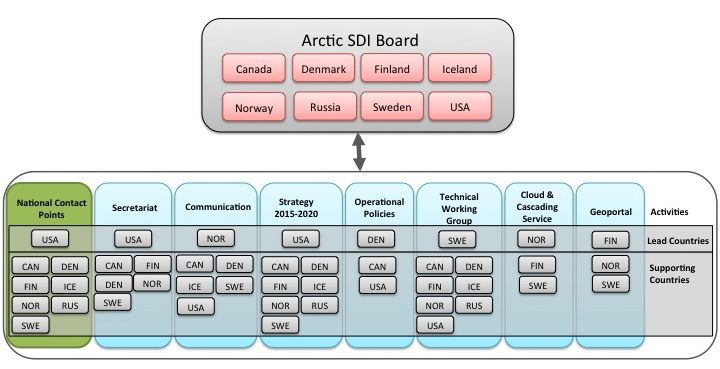 Arctic SDI Board
Canada Denmark Finland Iceland
Norway Russia Sweden USA
National Contact Points
Secretariat
Communication
Strategy 2015-2020
Operational Policies
Technical Working Group
Cloud & Cascading Service
Geoportal
Activities
USA USA NOR USA DEN SWE NOR FIN Lead Countries
CAN DEN CAN FIN CAN DEN CAN DEN CAN CAN DEN FIN NOR Supporting Countries
FIN ICE DEN NOR ICE SWE FIN ICE USA FIN ICE SWE SWE
NOR RUS SWE USA NOR RUS NOR RUS
SWE SWE USA